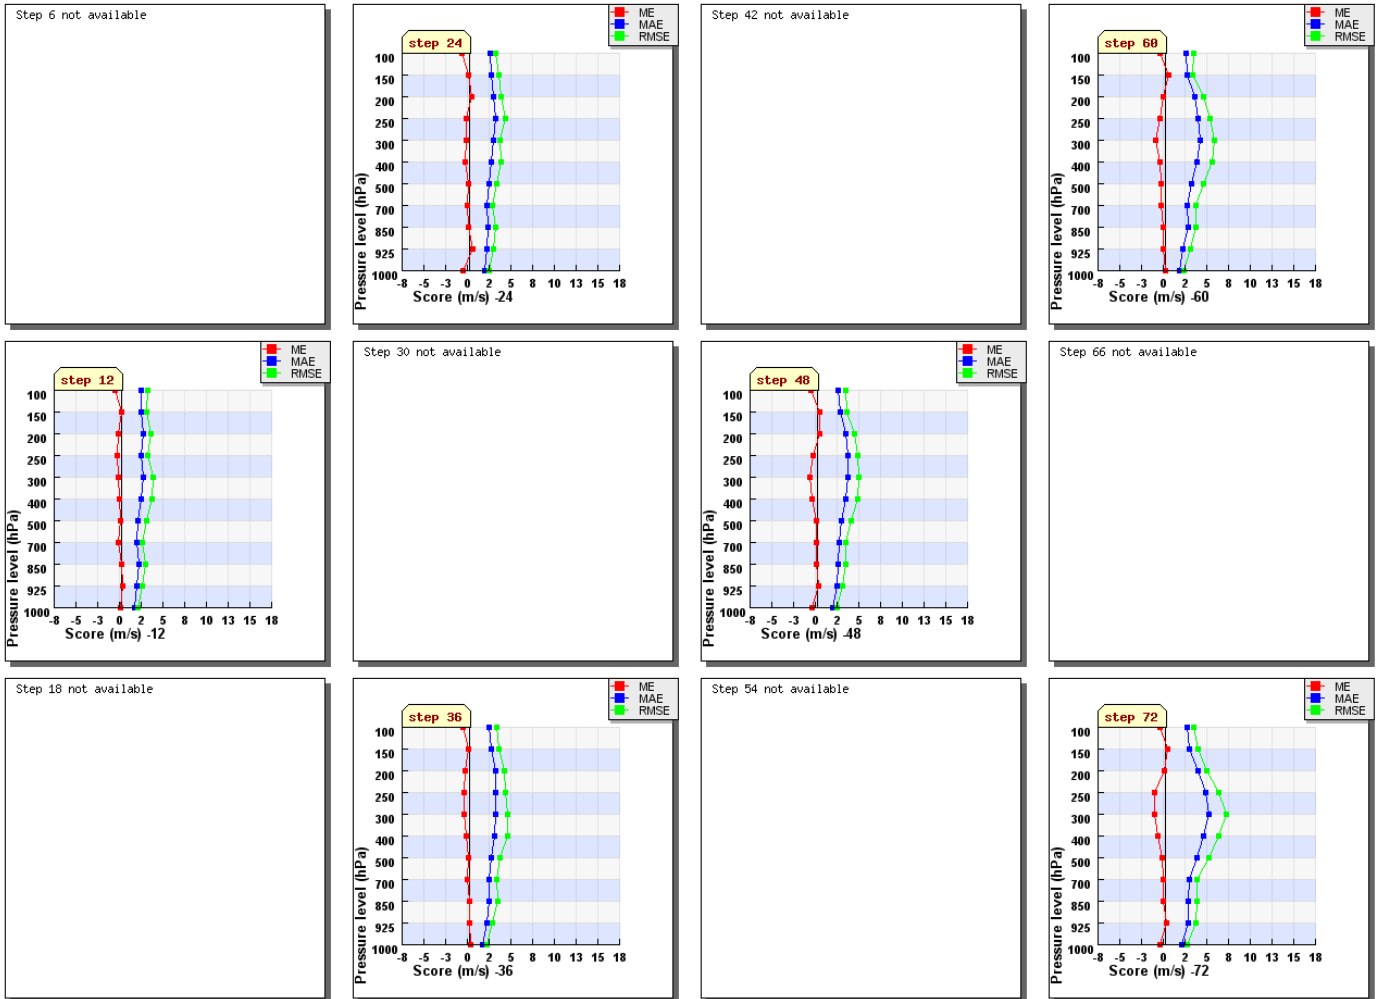 Step 6 not available
ME
MAE
RMSE
step 24
100
150
200
250
300
400
500
700
850
925
1000
Pressure level (hPa)
-8 -5 -3 0 2 5 8 10 13 15 18
Score (m/s) -24
Step 42 not available
ME
MAE
RMSE
step 60
100
150
200
250
300
400
500
700
850
925
1000
Pressure level (hPa)
-8 -5 -3 0 2 5 8 10 13 15 18
Score (m/s) -60
ME
MAE
RMSE
step 12
100
150
200
250
300
400
500
700
850
925
1000
Pressure level (hPa)
-8 -5 -3 0 2 5 8 10 13 15 18
Score (m/s) -12
Step 30 not available
ME
MAE
RMSE
step 48
100
150
200
250
300
400
500
700
850
925
1000
Pressure level (hPa)
-8 -5 -3 0 2 5 8 10 13 15 18
Score (m/s) -48
Step 66 not available
Step 18 not available
ME
MAE
RMSE
step 36
100
150
200
250
300
400
500
700
850
925
1000
Pressure level (hPa)
-8 -5 -3 0 2 5 8 10 13 15 18
Score (m/s) -36
Step 54 not available
ME
MAE
RMSE
step 72
100
150
200
250
300
400
500
700
850
925
1000
Pressure level (hPa)
-8 -5 -3 0 2 5 8 10 13 15 18
Score (m/s) -72